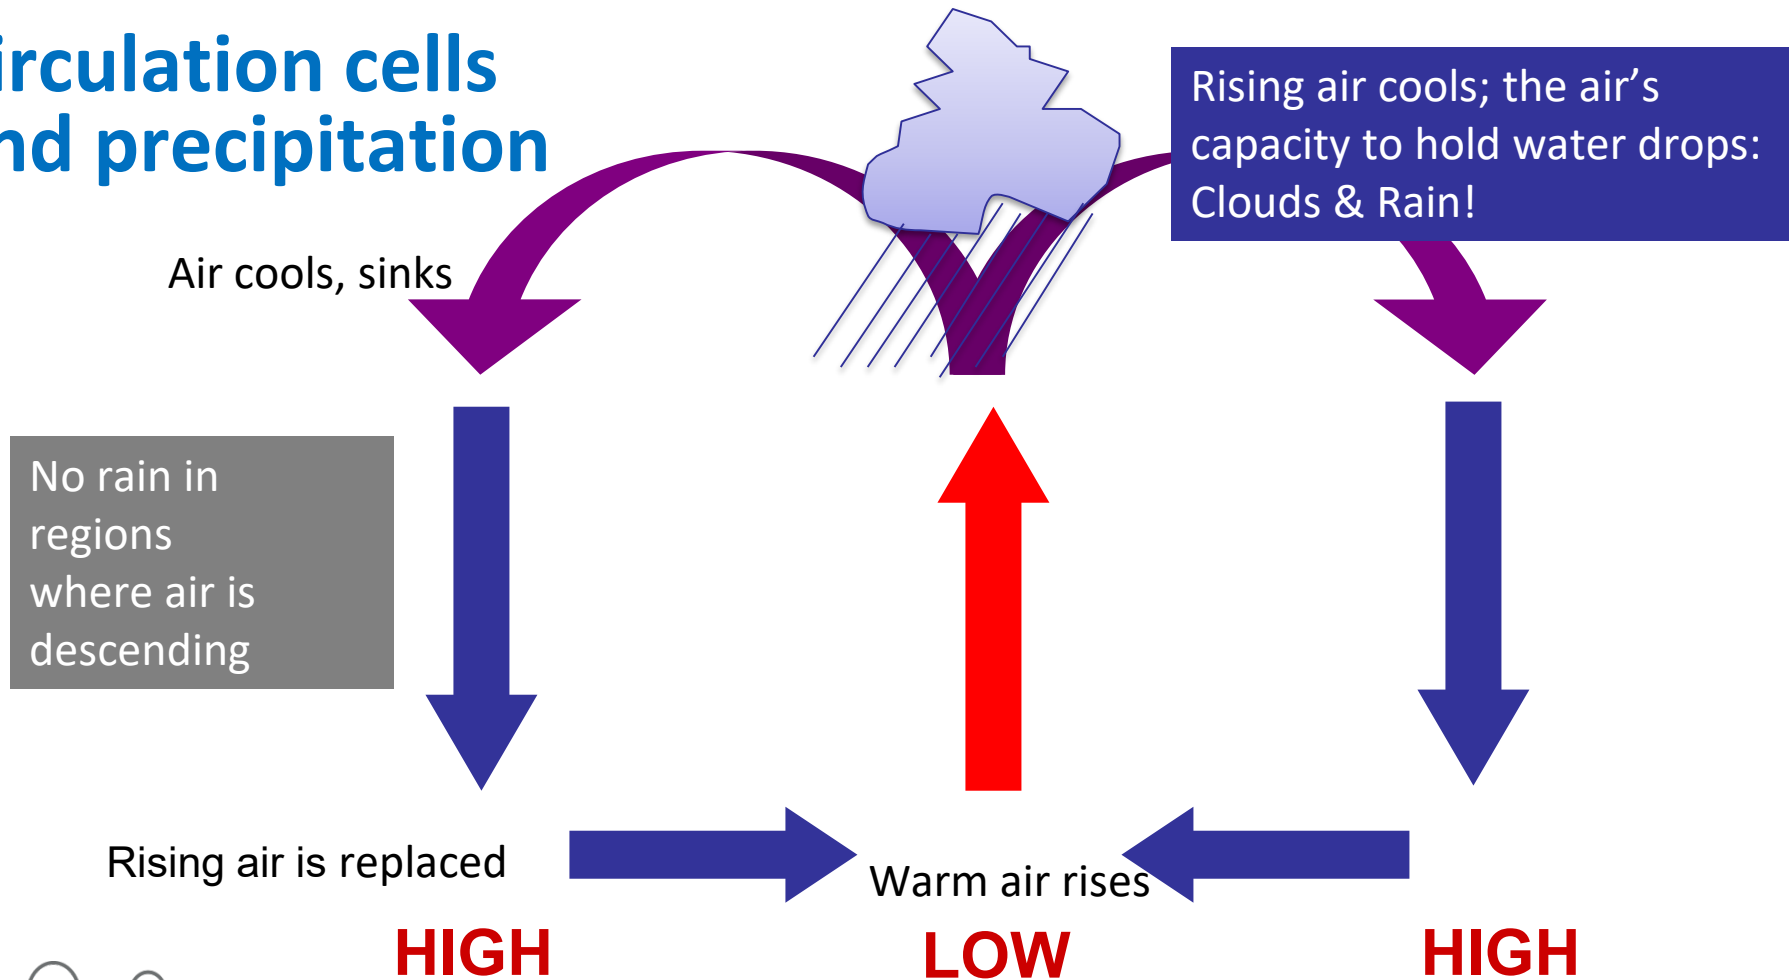 irculation cells
nd precipitation
Rising air cools; the air’s
capacity to hold water drops:
Clouds & Rain!
Air cools, sinks
No rain in
regions
where air is
descending
Rising air is replaced
Warm air rises
HIGH
LOW
HIGH